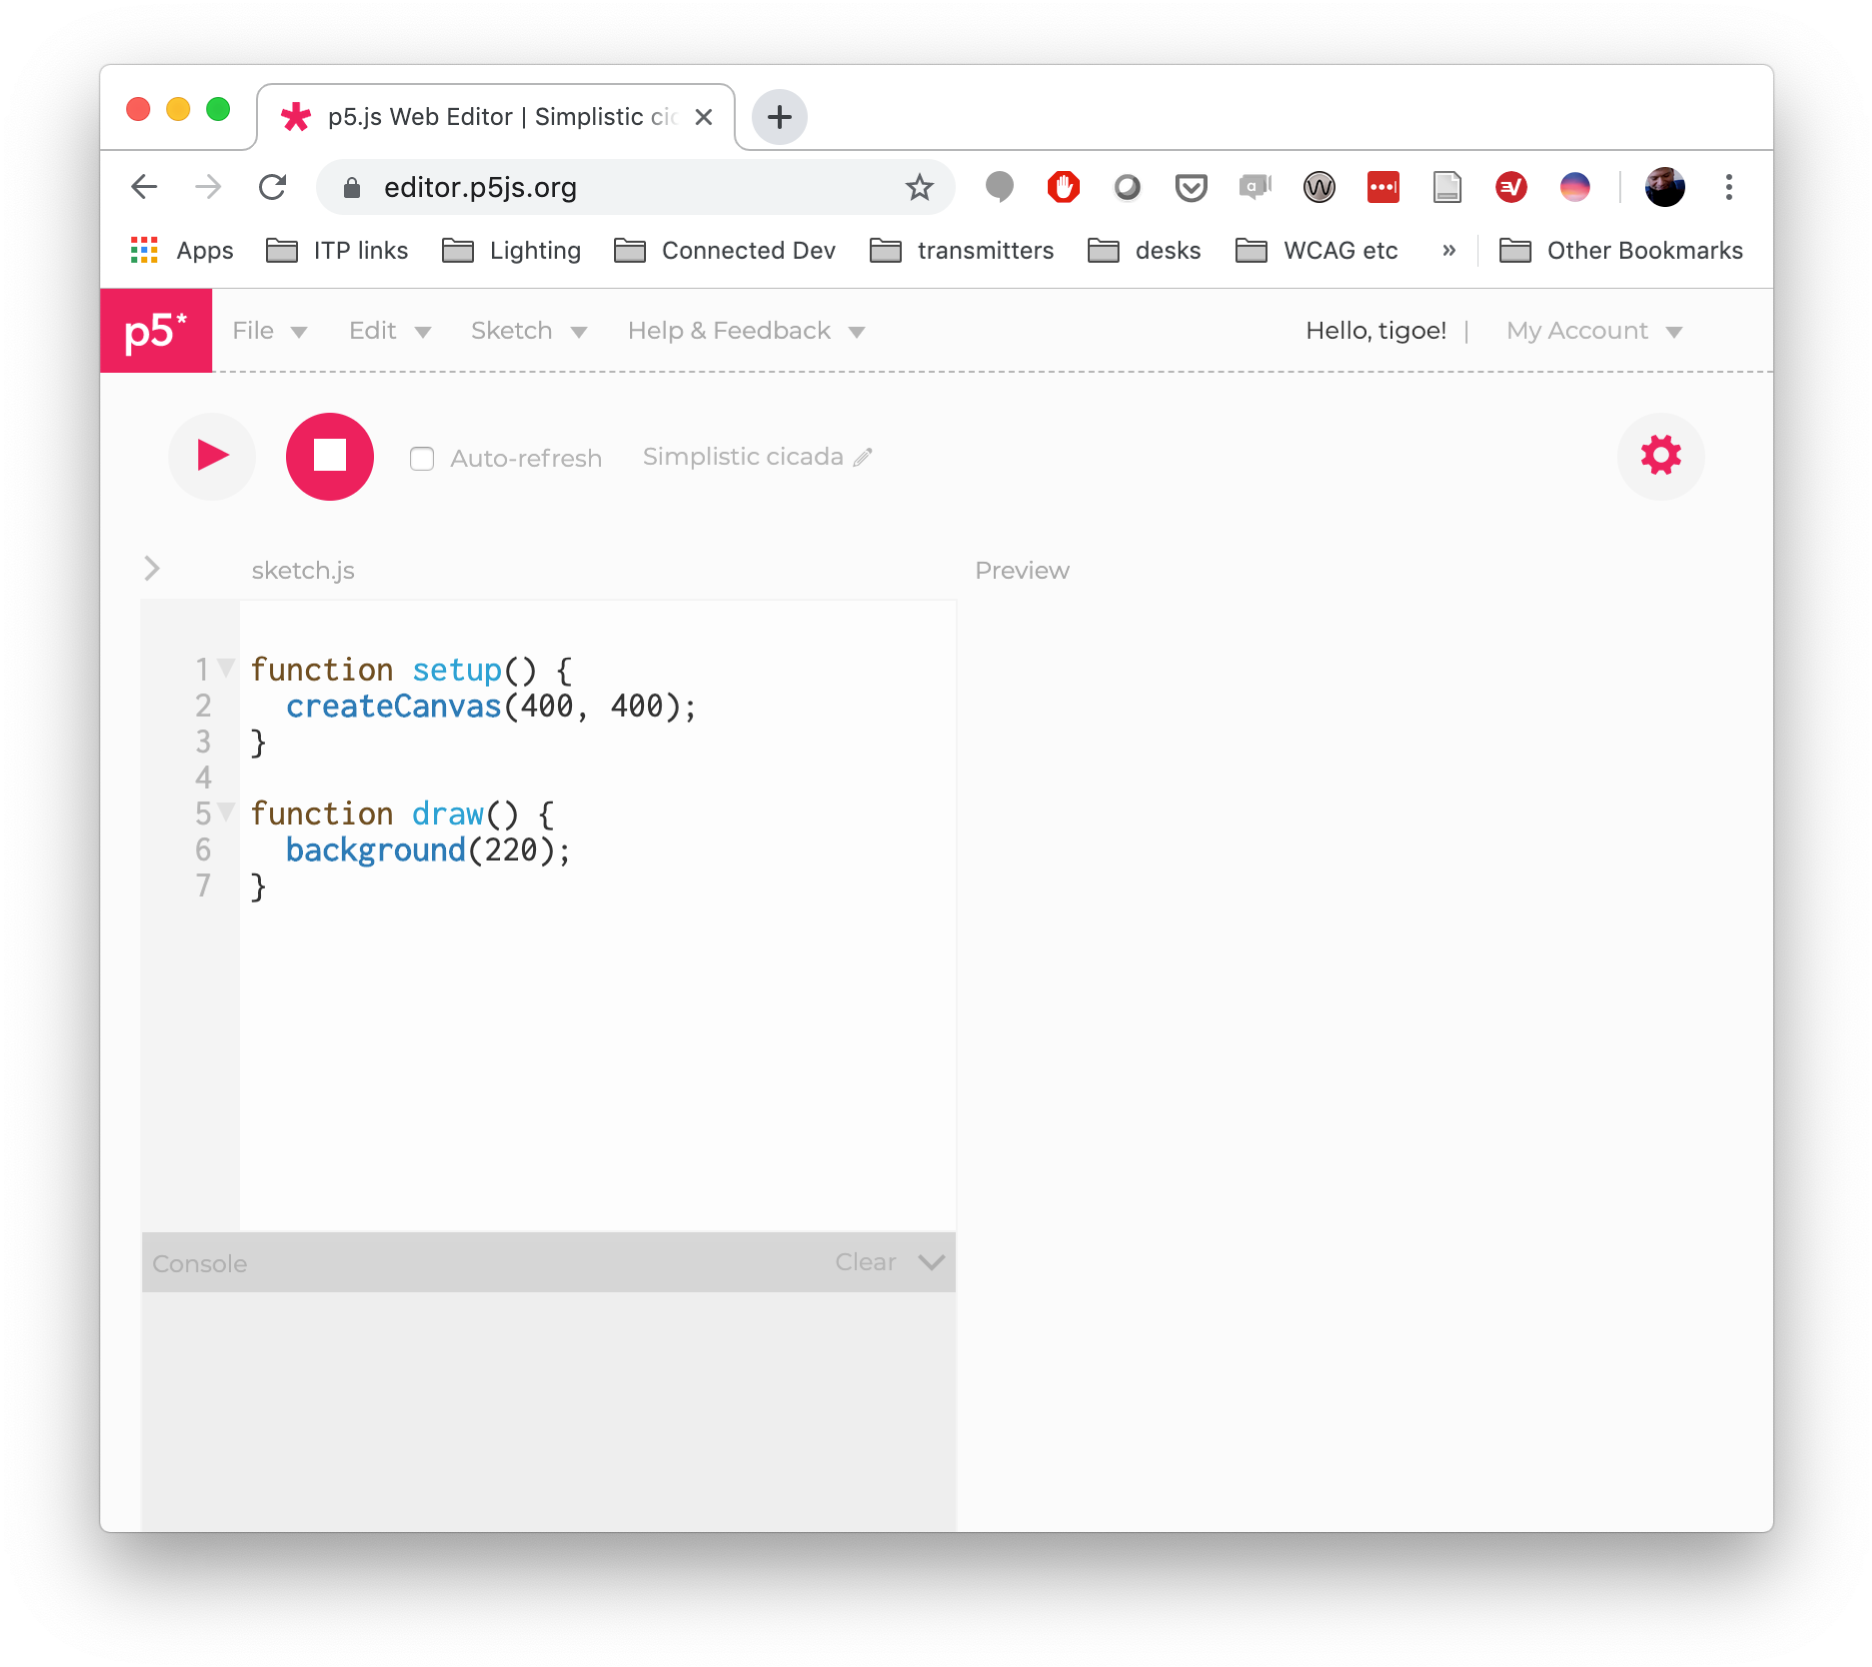 p5.js Web Editor | Simplistic cic
editor.p5js.org
Apps ITP links Lighting Connected Dev transmitters desks WCAG etc » Other Bookmarks
p5* File Edit Sketch Help & Feedback Hello, tigoe! | My Account
Auto-refresh Simplistic cicada
sketch.js Preview
1 function setup() {
2 createCanvas(400, 400);
3 }
4
5 function draw() {
6 background(220);
7 }
Console Clear